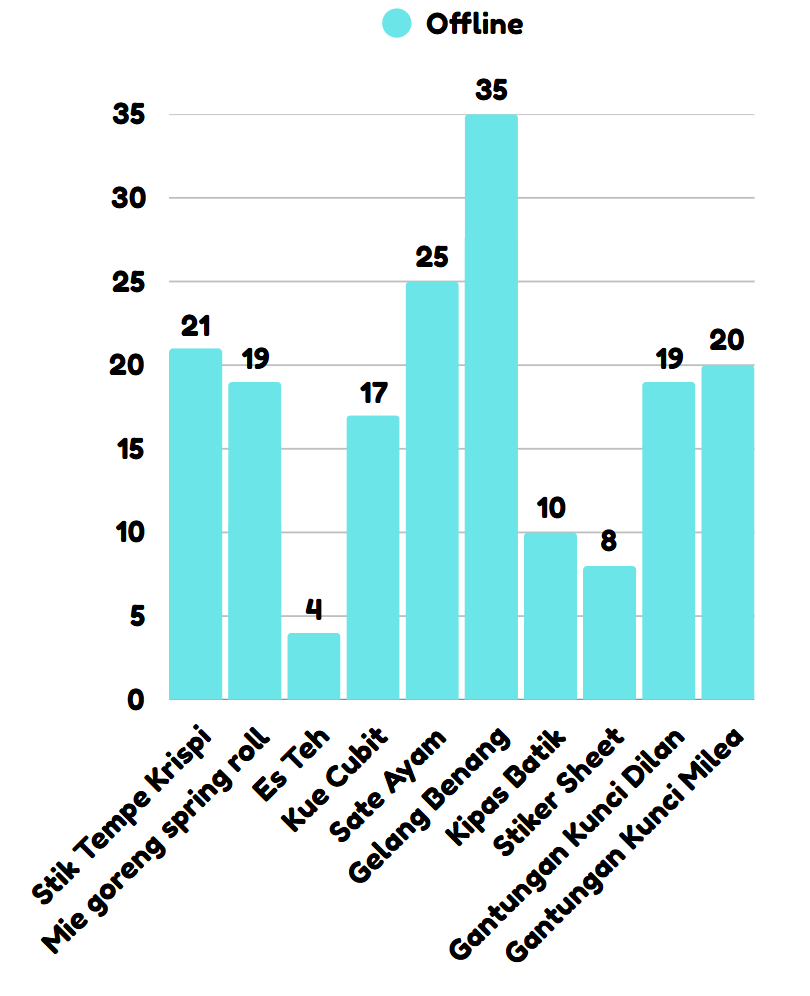 Offline
35
35
30
25
25
21
20
20
19
19
17
15
10
10
8
5
4
0
Stik Tempe Krispi
Mie goreng spring roll
Es Teh
Kue Cubit
Sate Ayam
Gelang Benang
Kipas Batik
Stiker Sheet
Gantungan Kunci Dilan
Gantungan Kunci Milea